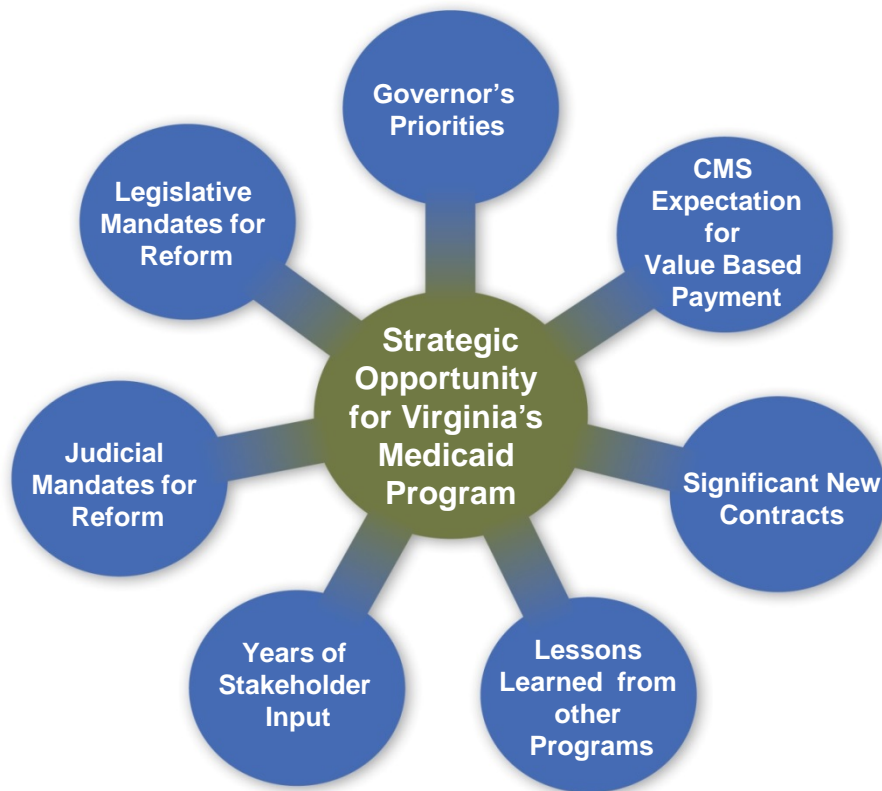 Governor's
Priorities
CMS
Expectation
for
Value Based
Payment
Significant New
Contracts
Lessons
Learned from
other
Programs
Years of
Stakeholder
Input
Judicial
Mandates for
Reform
Legislative
Mandates for
Reform
Strategic
Opportunity
for Virginia's
Medicaid
Program